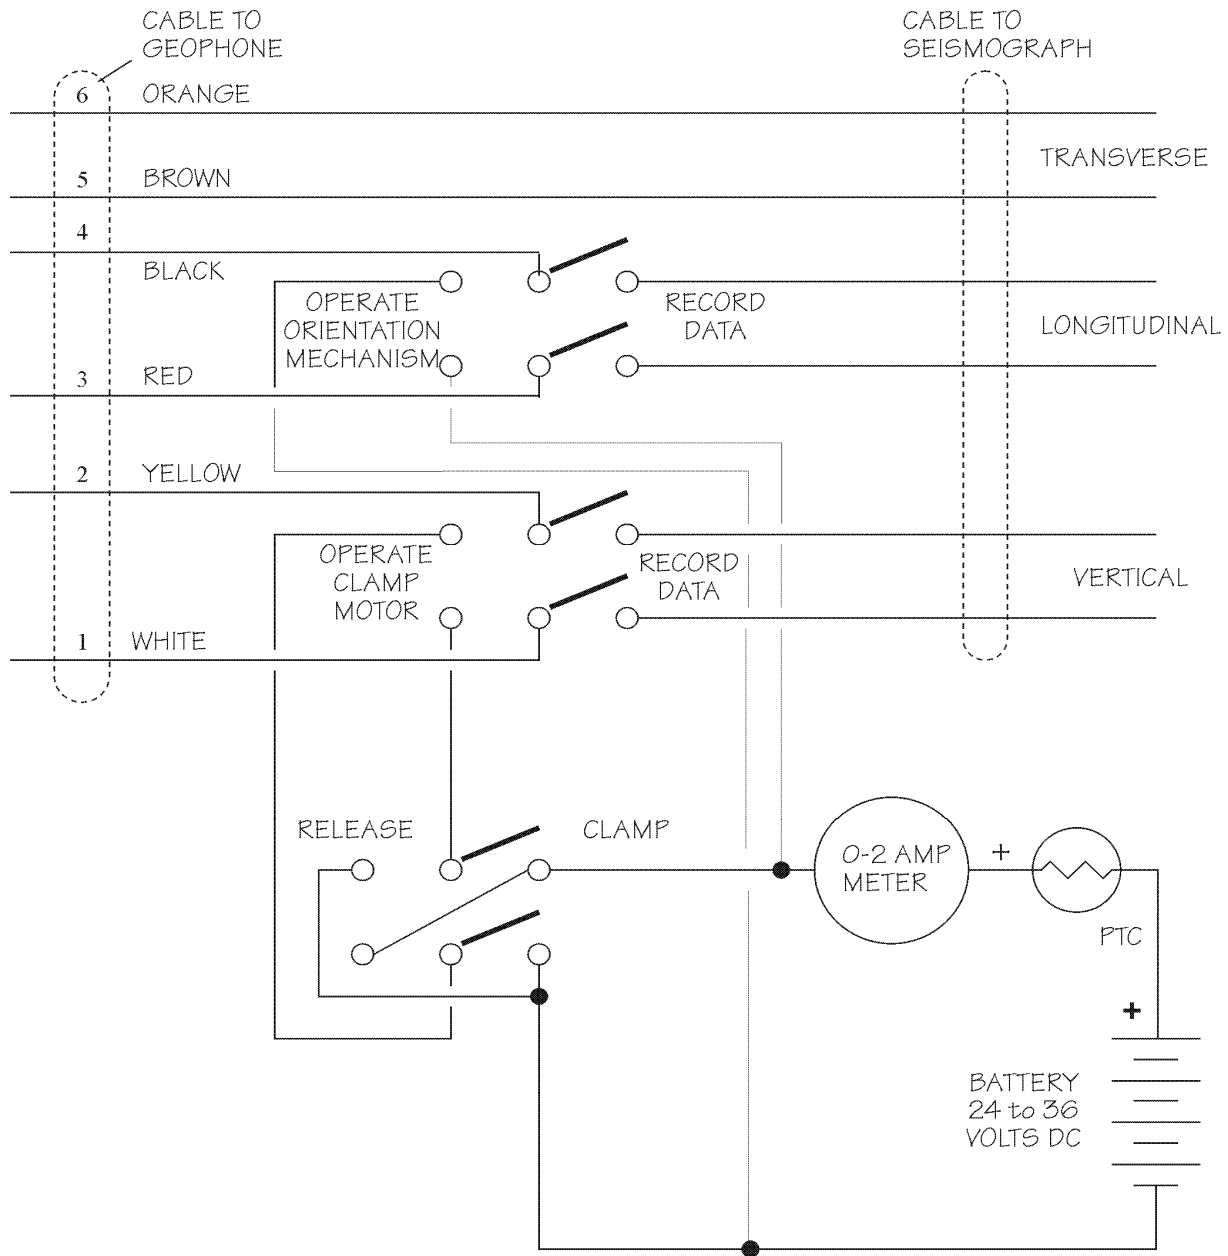 CABLE TO
GEOPHONE
CABLE TO
SEISMOGRAPH
6 ORANGE
TRANSVERSE
5 BROWN
4
BLACK
OPERATE
ORIENTATION
MECHANISM
RECORD
DATA
LONGITUDINAL
3 RED
2 YELLOW
OPERATE
CLAMP
MOTOR
RECORD
DATA
VERTICAL
1 WHITE
RELEASE
CLAMP
0-2 AMP
METER
+
PTC
+
BATTERY
24 to 36
VOLTS DC